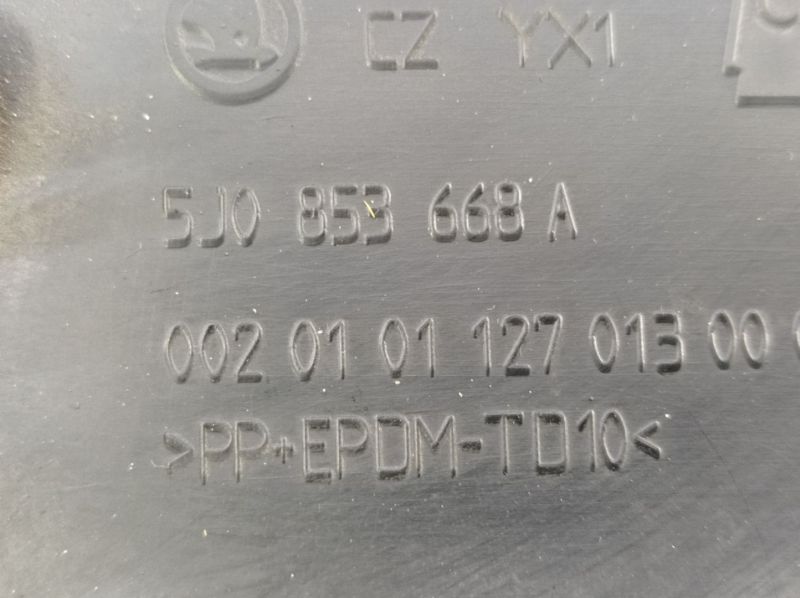 CZ YX1
5J0 853 668 A
002 01 01 127 013 00
>PP+EPDM-TD10<